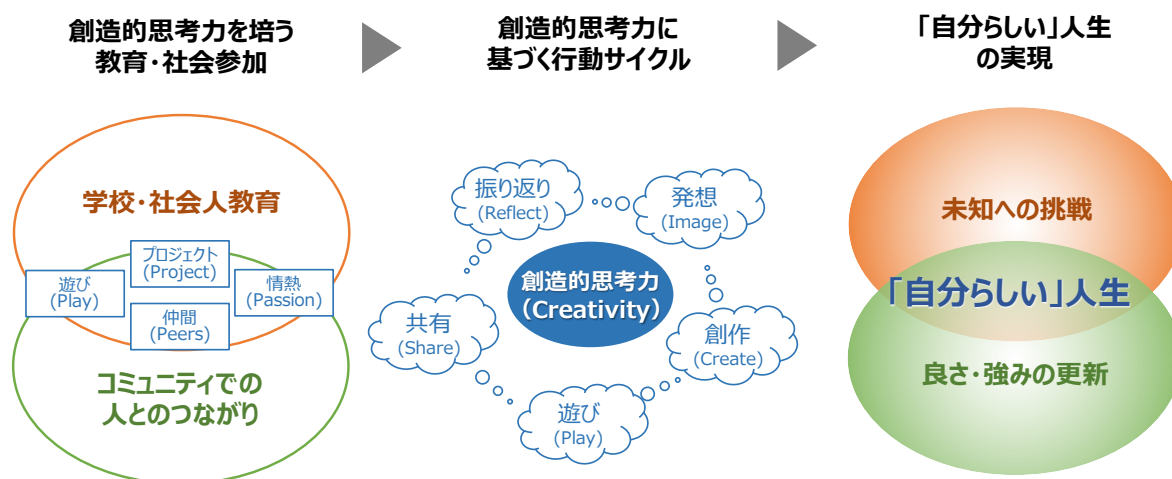 創造的思考力を培う
教育・社会参加
創造的思考力に
基づく行動サイクル
「自分らしい」人生
の実現
学校・社会人教育
プロジェクト
(Project)
遊び
(Play)
情熱
(Passion)
仲間
(Peers)
コミュニティでの
人とのつながり
振り返り
(Reflect)
発想
(Image)
創造的思考力
(Creativity)
共有
(Share)
創作
(Create)
遊び
(Play)
未知への挑戦
「自分らしい」人生
良さ・強みの更新